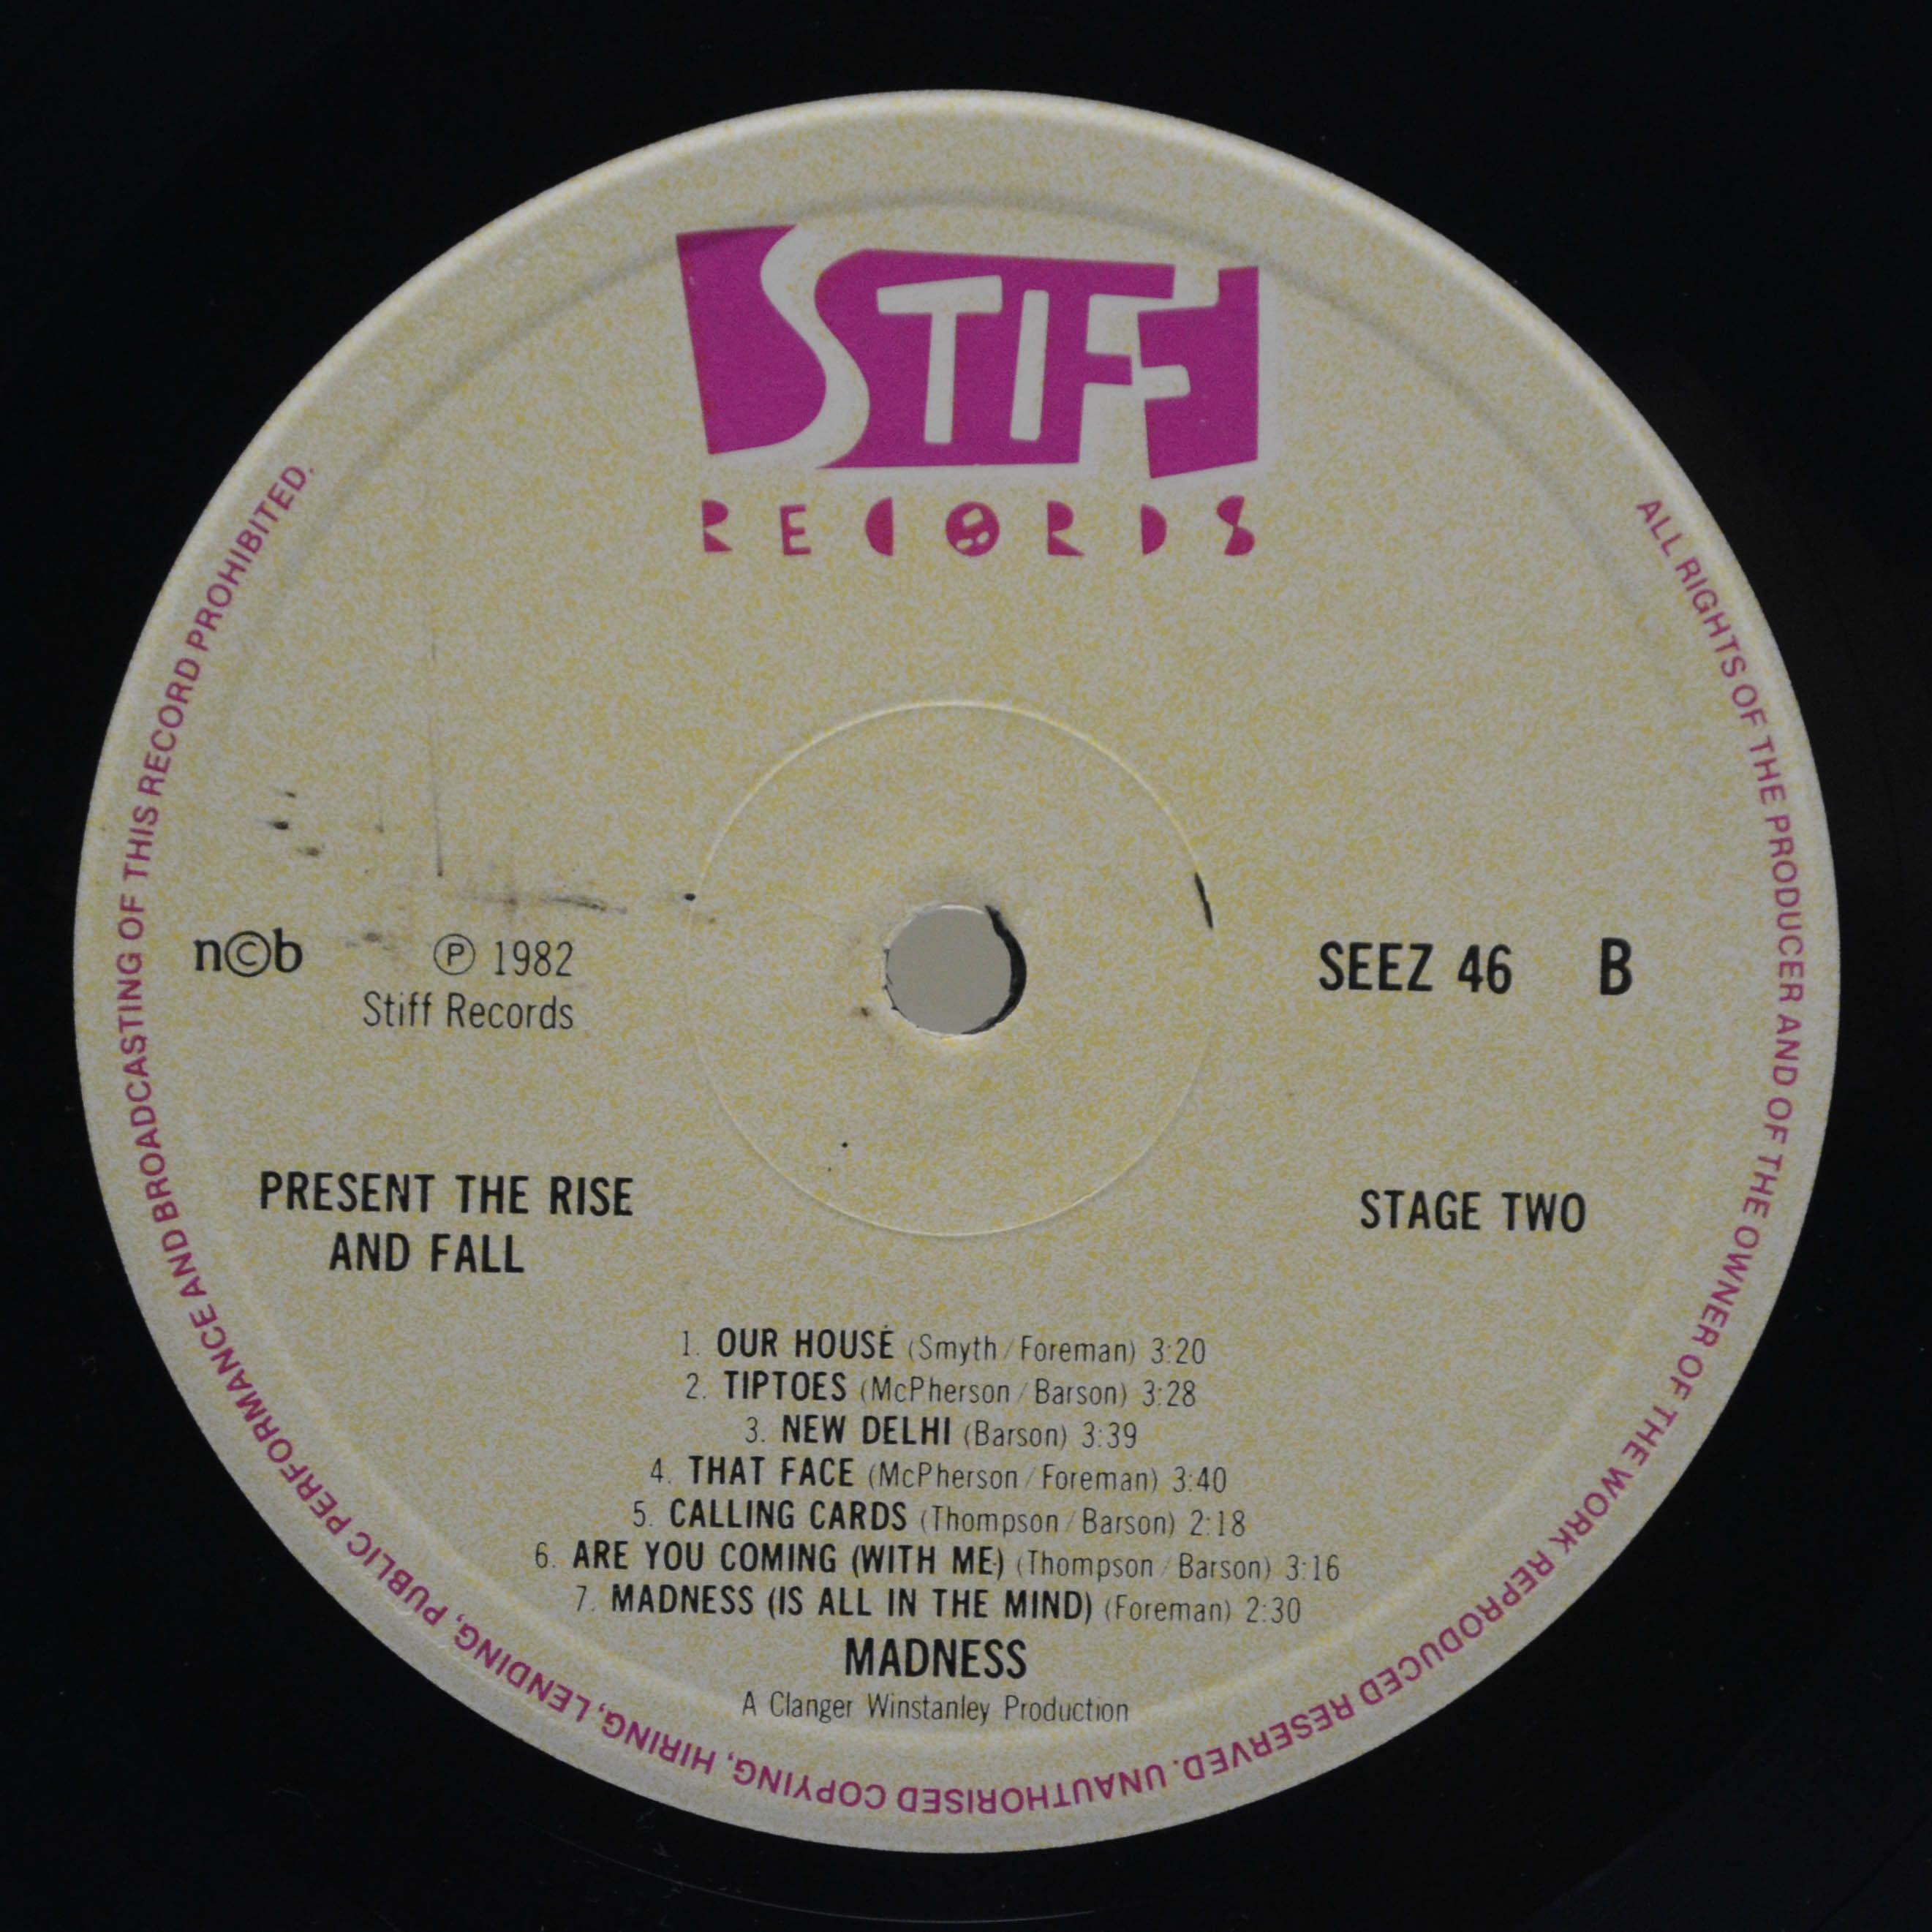 STIFF
RECORDS
n©b
℗ 1982
Stiff Records
SEEZ 46 B
PRESENT THE RISE
AND FALL
STAGE TWO
1. OUR HOUSE (Smyth/Foreman) 3:20
2. TIPTOES (McPherson/Barson) 3:28
3. NEW DELHI (Barson) 3:39
4. THAT FACE (McPherson/Foreman) 3:40
5. CALLING CARDS (Thompson/Barson) 2:18
6. ARE YOU COMING (WITH ME) (Thompson/Barson) 3:16
7. MADNESS (IS ALL IN THE MIND) (Foreman) 2:30
MADNESS
A Clanger Winstanley Production
ALL RIGHTS OF THE PRODUCER AND OF THE OWNER OF THE WORK REPRODUCED RESERVED. UNAUTHORISED COPYING, HIRING, LENDING, PUBLIC PERFORMANCE AND BROADCASTING OF THIS RECORD PROHIBITED.